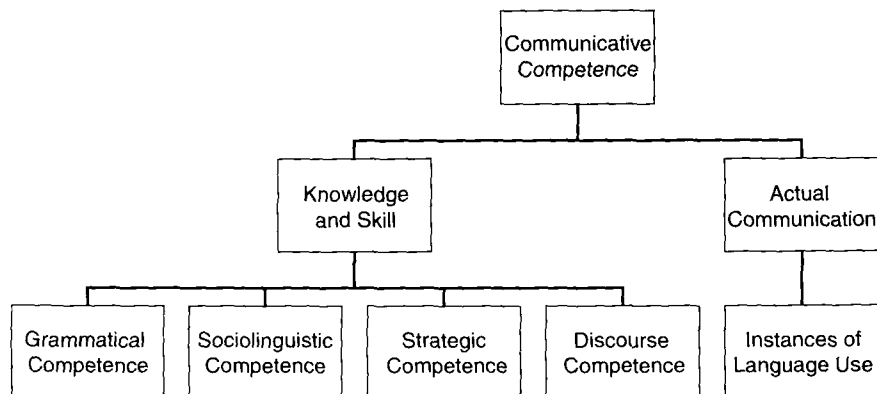 Communicative
Competence
Knowledge
and Skill
Actual
Communication
Grammatical
Competence
Sociolinguistic
Competence
Strategic
Competence
Discourse
Competence
Instances of
Language Use